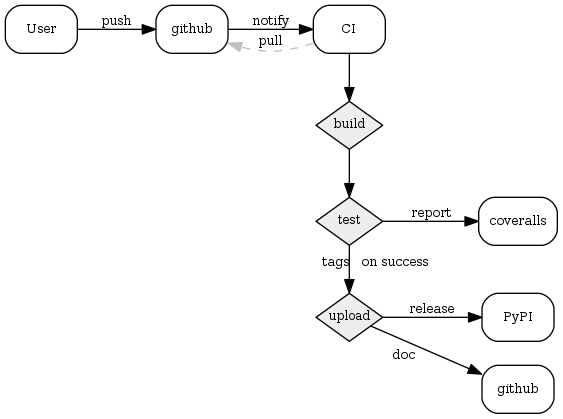 User
push
github
notify
pull
CI
build
test
report
coveralls
tags
on success
upload
release
PyPI
doc
github